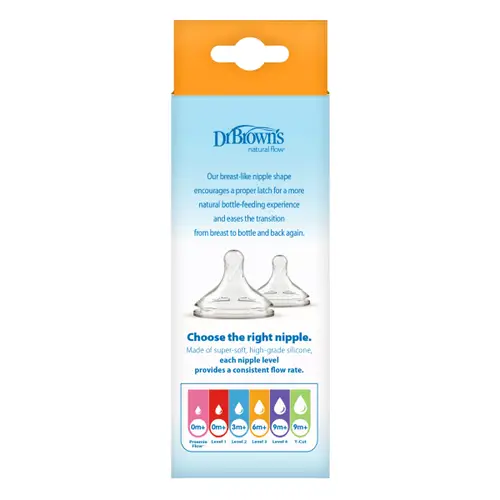 Dr Brown's
natural flow®
Our breast-like nipple shape
encourages a proper latch for a more
natural bottle-feeding experience
and eases the transition
from breast to bottle and back again.
Choose the right nipple.
Made of super-soft, high-grade silicone,
each nipple level
provides a consistent flow rate.
0m+ 0m+ 3m+ 6m+ 9m+ 9m+
Preemie Flow™ Level 1 Level 2 Level 3 Level 4 Y-Cut